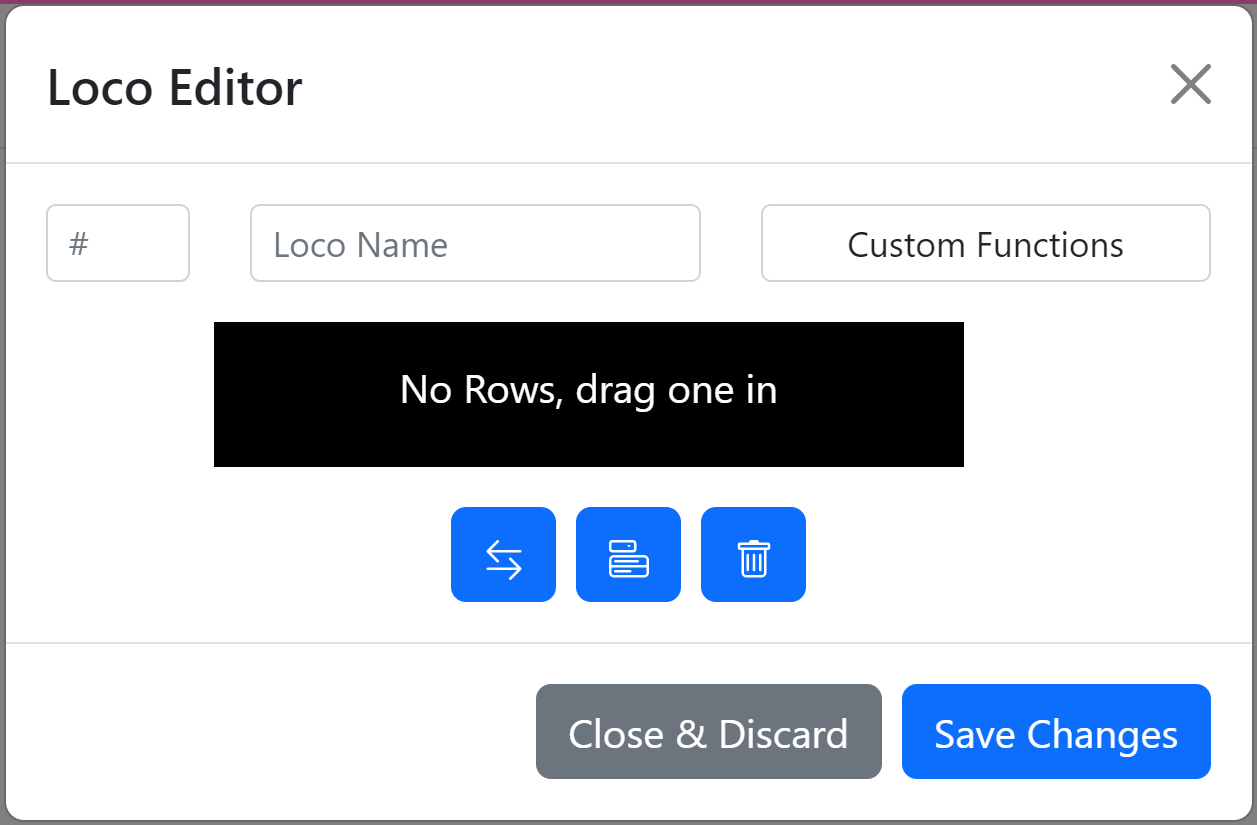 Loco Editor
#
Loco Name
Custom Functions
No Rows, drag one in
Close & Discard
Save Changes